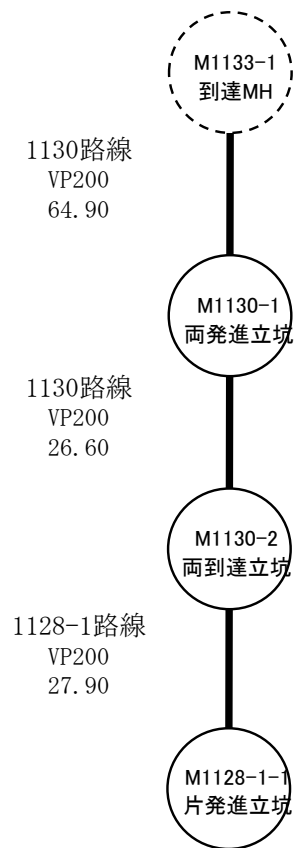 M1133-1
到達MH
1130路線
VP200
64.90
M1130-1
両発進立坑
1130路線
VP200
26.60
M1130-2
両到達立坑
1128-1路線
VP200
27.90
M1128-1-1
片発進立坑